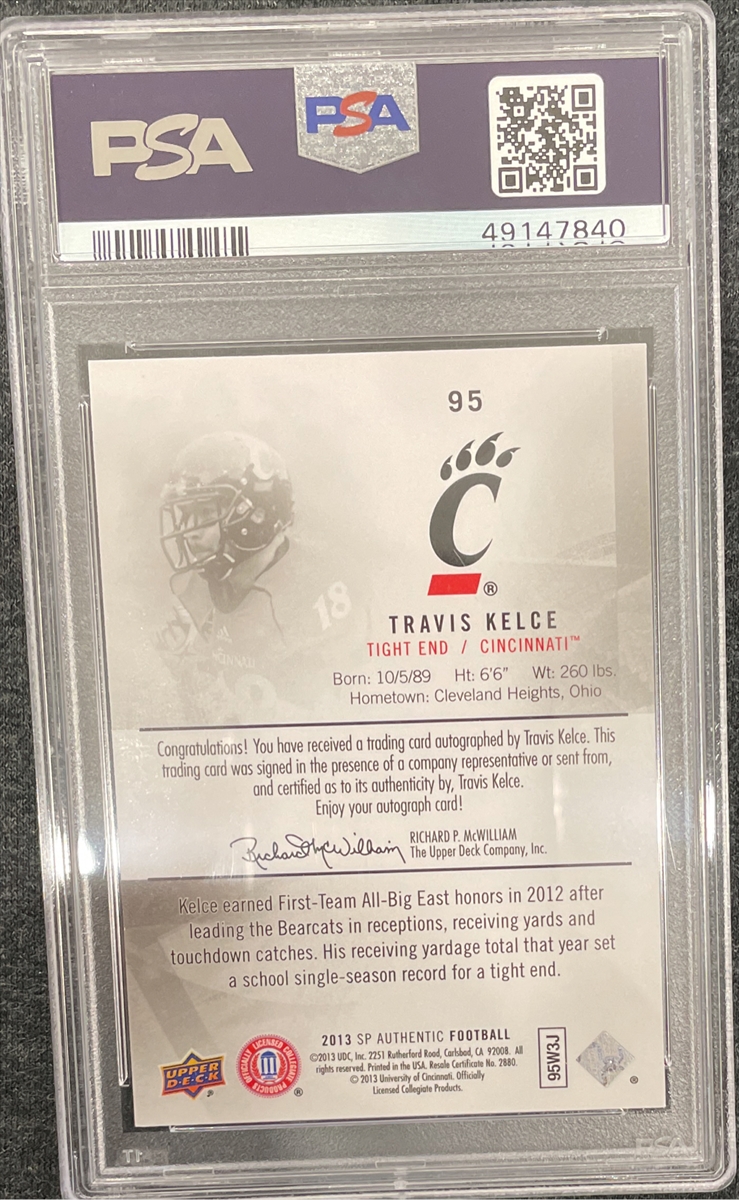 PSA
PSA
49147840
95
C
®
18
TRAVIS KELCE
TIGHT END / CINCINNATI™
Born: 10/5/89 Ht: 6'6" Wt: 260 lbs.
Hometown: Cleveland Heights, Ohio
Congratulations! You have received a trading card autographed by Travis Kelce. This
trading card was signed in the presence of a company representative or sent from,
and certified as to its authenticity by, Travis Kelce.
Enjoy your autograph card!
Richard P. McWilliam
RICHARD P. McWILLIAM
The Upper Deck Company, Inc.
Kelce earned First-Team All-Big East honors in 2012 after
leading the Bearcats in receptions, receiving yards and
touchdown catches. His receiving yardage total that year set
a school single-season record for a tight end.
UPPER
D·E·C·K
OFFICIALLY LICENSED COLLEGIATE PRODUCTS
®
2013 SP AUTHENTIC FOOTBALL
©2013 UDC, Inc. 2251 Rutherford Road, Carlsbad, CA 92008. All
rights reserved. Printed in the USA. Resale Certificate No. 2880.
© 2013 University of Cincinnati. Officially
Licensed Collegiate Products.
95W3J
®
PSA